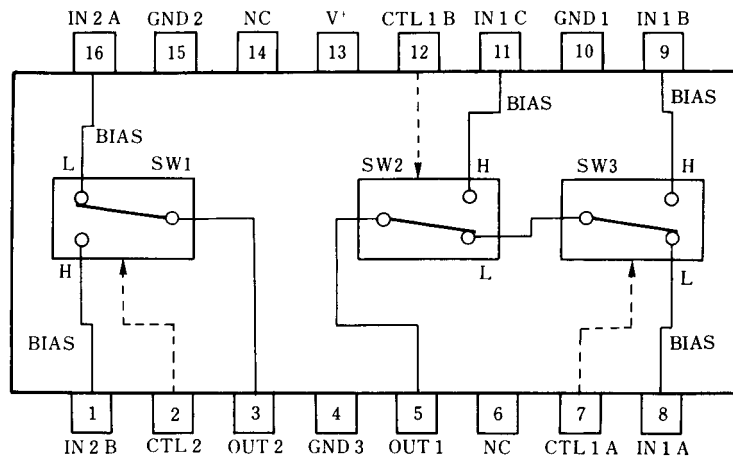 IN 2 A GND 2 NC V+ CTL 1 B IN 1 C GND 1 IN 1 B
16 15 14 13 12 11 10 9
BIAS BIAS BIAS
L SW1 SW2 H SW3 H
H L L
BIAS BIAS
1 2 3 4 5 6 7 8
IN 2 B CTL 2 OUT 2 GND 3 OUT 1 NC CTL 1 A IN 1 A